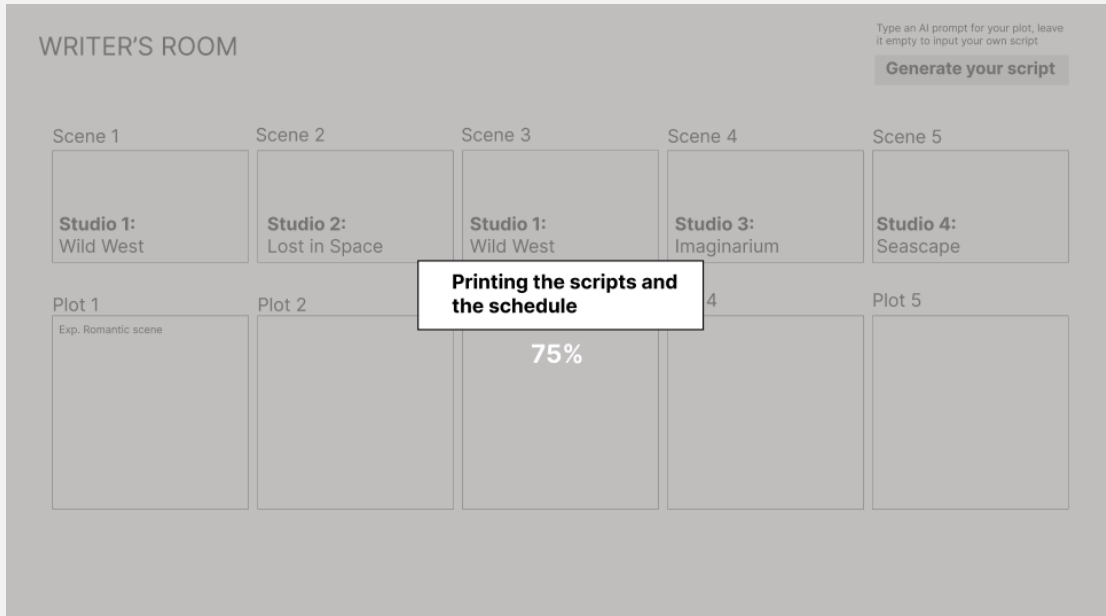 WRITER'S ROOM
Type an AI prompt for your plot, leave
it empty to input your own script
Generate your script
Scene 1
Scene 2
Scene 3
Scene 4
Scene 5
Studio 1:
Wild West
Studio 2:
Lost in Space
Studio 1:
Wild West
Studio 3:
Imaginarium
Studio 4:
Seascape
Printing the scripts and
the schedule
75%
Plot 1
Plot 2
4
Plot 5
Exp. Romantic scene